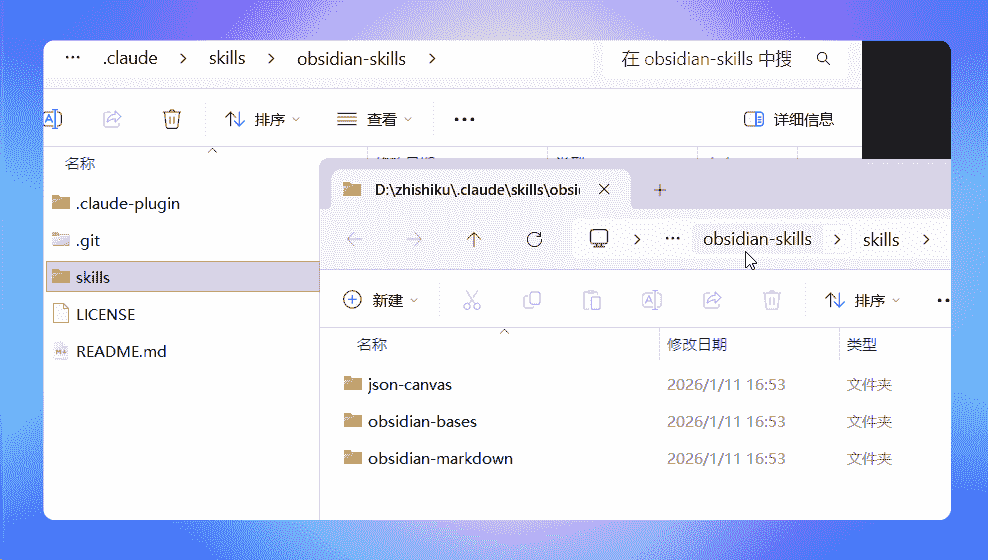 … .claude > skills > obsidian-skills >
在 obsidian-skills 中搜
排序
查看
…
详细信息
名称
.claude-plugin
.git
skills
LICENSE
README.md
D:\zhishiku\.claude\skills\obsi
… obsidian-skills > skills >
新建
排序
名称
修改日期
类型
json-canvas
2026/1/11 16:53
文件夹
obsidian-bases
2026/1/11 16:53
文件夹
obsidian-markdown
2026/1/11 16:53
文件夹